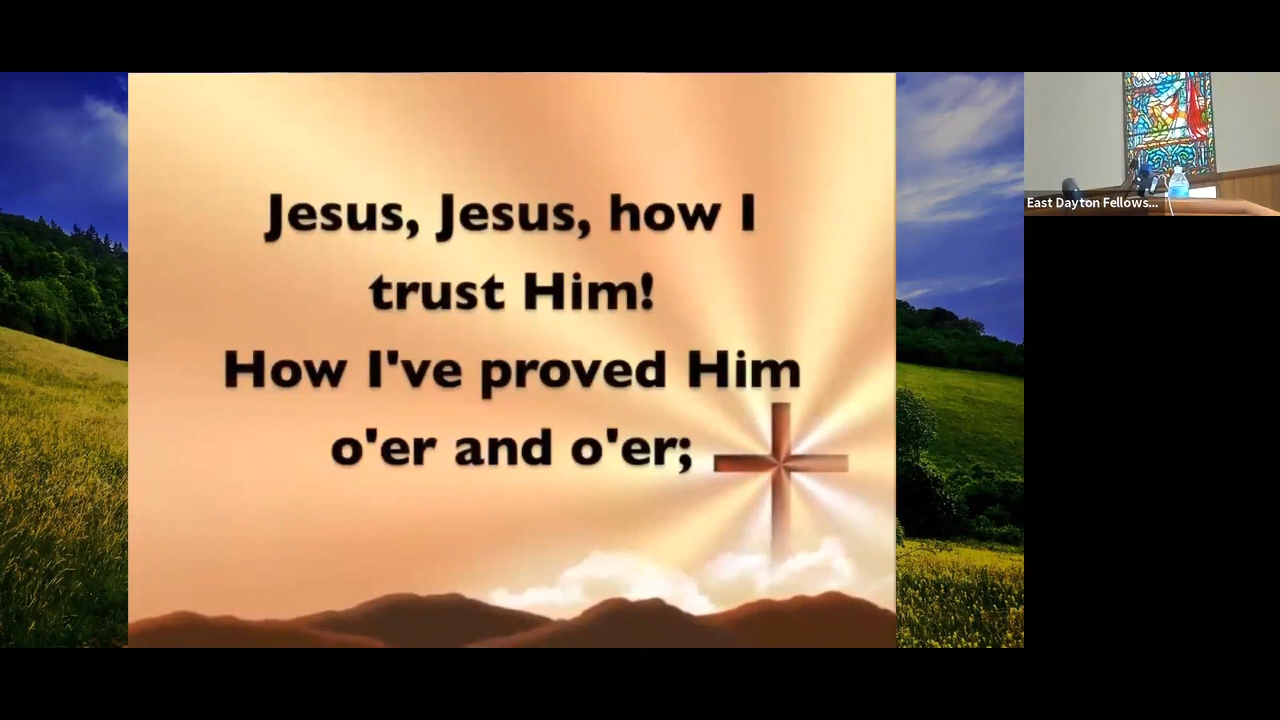 Jesus, Jesus, how I
trust Him!
How I've proved Him
o'er and o'er;
East Dayton Fellows...